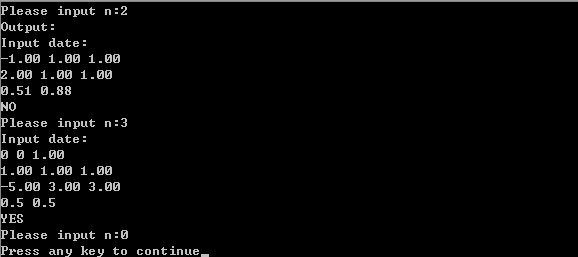 Please input n:2
Output:
Input date:
-1.00 1.00 1.00
2.00 1.00 1.00
0.51 0.88
NO
Please input n:3
Input date:
0 0 1.00
1.00 1.00 1.00
-5.00 3.00 3.00
0.5 0.5
YES
Please input n:0
Press any key to continue_